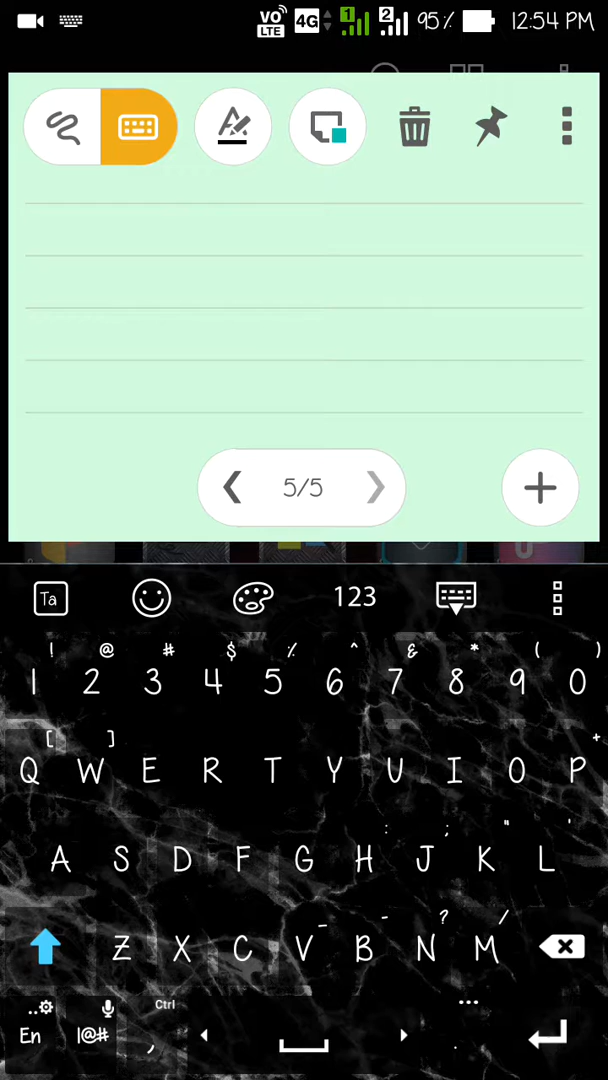 VO LTE 4G 1 2 95% 12:54 PM
5/5
Tâ 123
! @ # $ % ^ & * ( )
1 2 3 4 5 6 7 8 9 0
[ ] +
Q W E R T Y U I O P
: ; " '
A S D F G H J K L
_ - ? /
Z X C V B N M
.. Ctrl ...
En !@# , .